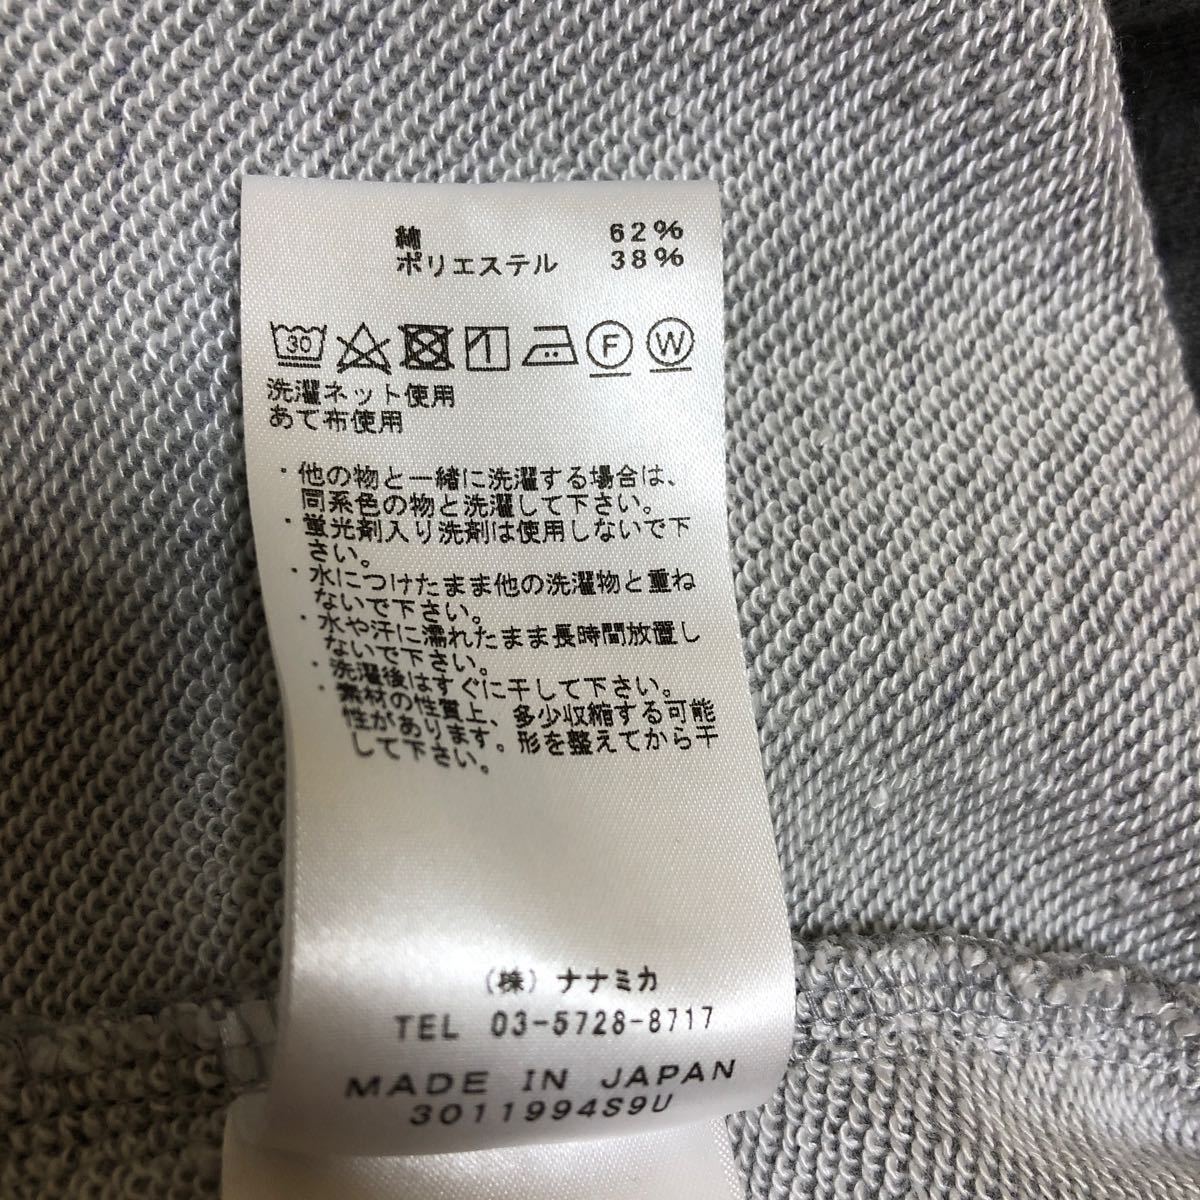 綿 62%
ポリエステル 38%
30 F W
洗濯ネット使用
あて布使用
・他の物と一緒に洗濯する場合は、
同系色の物と洗濯して下さい。
・蛍光剤入り洗剤は使用しないで下
さい。
・水につけたまま他の洗濯物と重ね
ないで下さい。
・水や汗に濡れたまま長時間放置し
ないで下さい。
・洗濯後はすぐに干して下さい。
・素材の性質上、多少収縮する可能
性があります。形を整えてから干
して下さい。
(株) ナナミカ
TEL 03-5728-8717
MADE IN JAPAN
3011994S9U